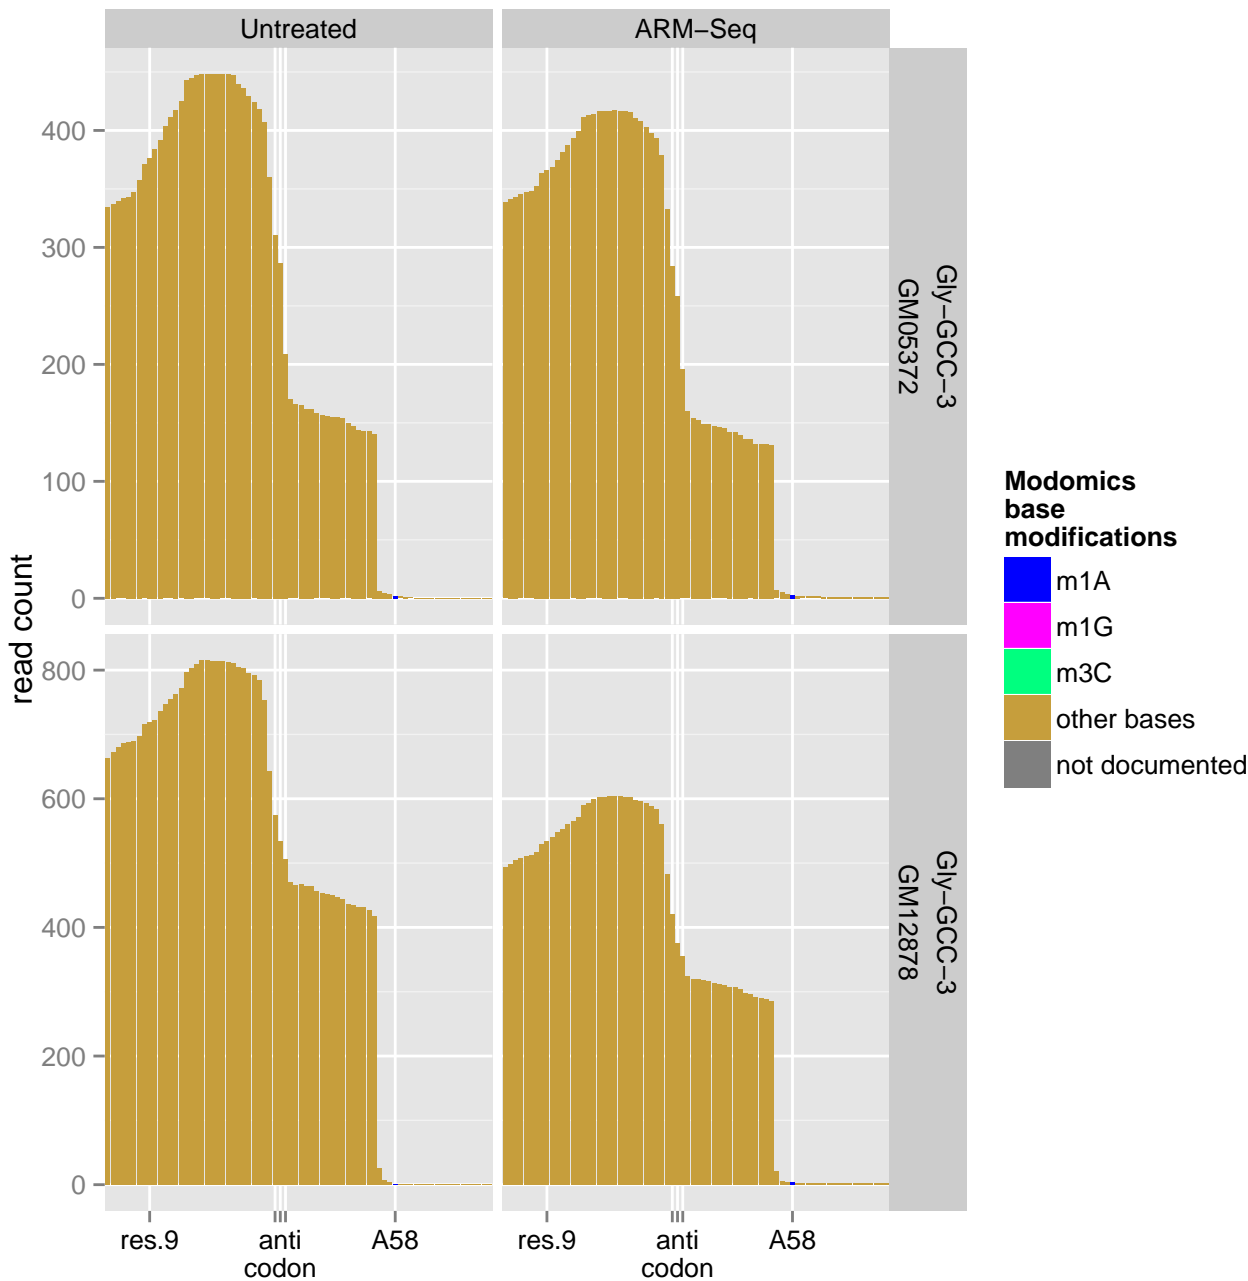 Untreated
ARM−Seq
400
300
200
100
0
Gly−GCC−3
GM05372
read count
800
600
400
200
0
Gly−GCC−3
GM12878
res.9
anti
codon
A58
res.9
anti
codon
A58
Modomics
base
modifications
m1A
m1G
m3C
other bases
not documented